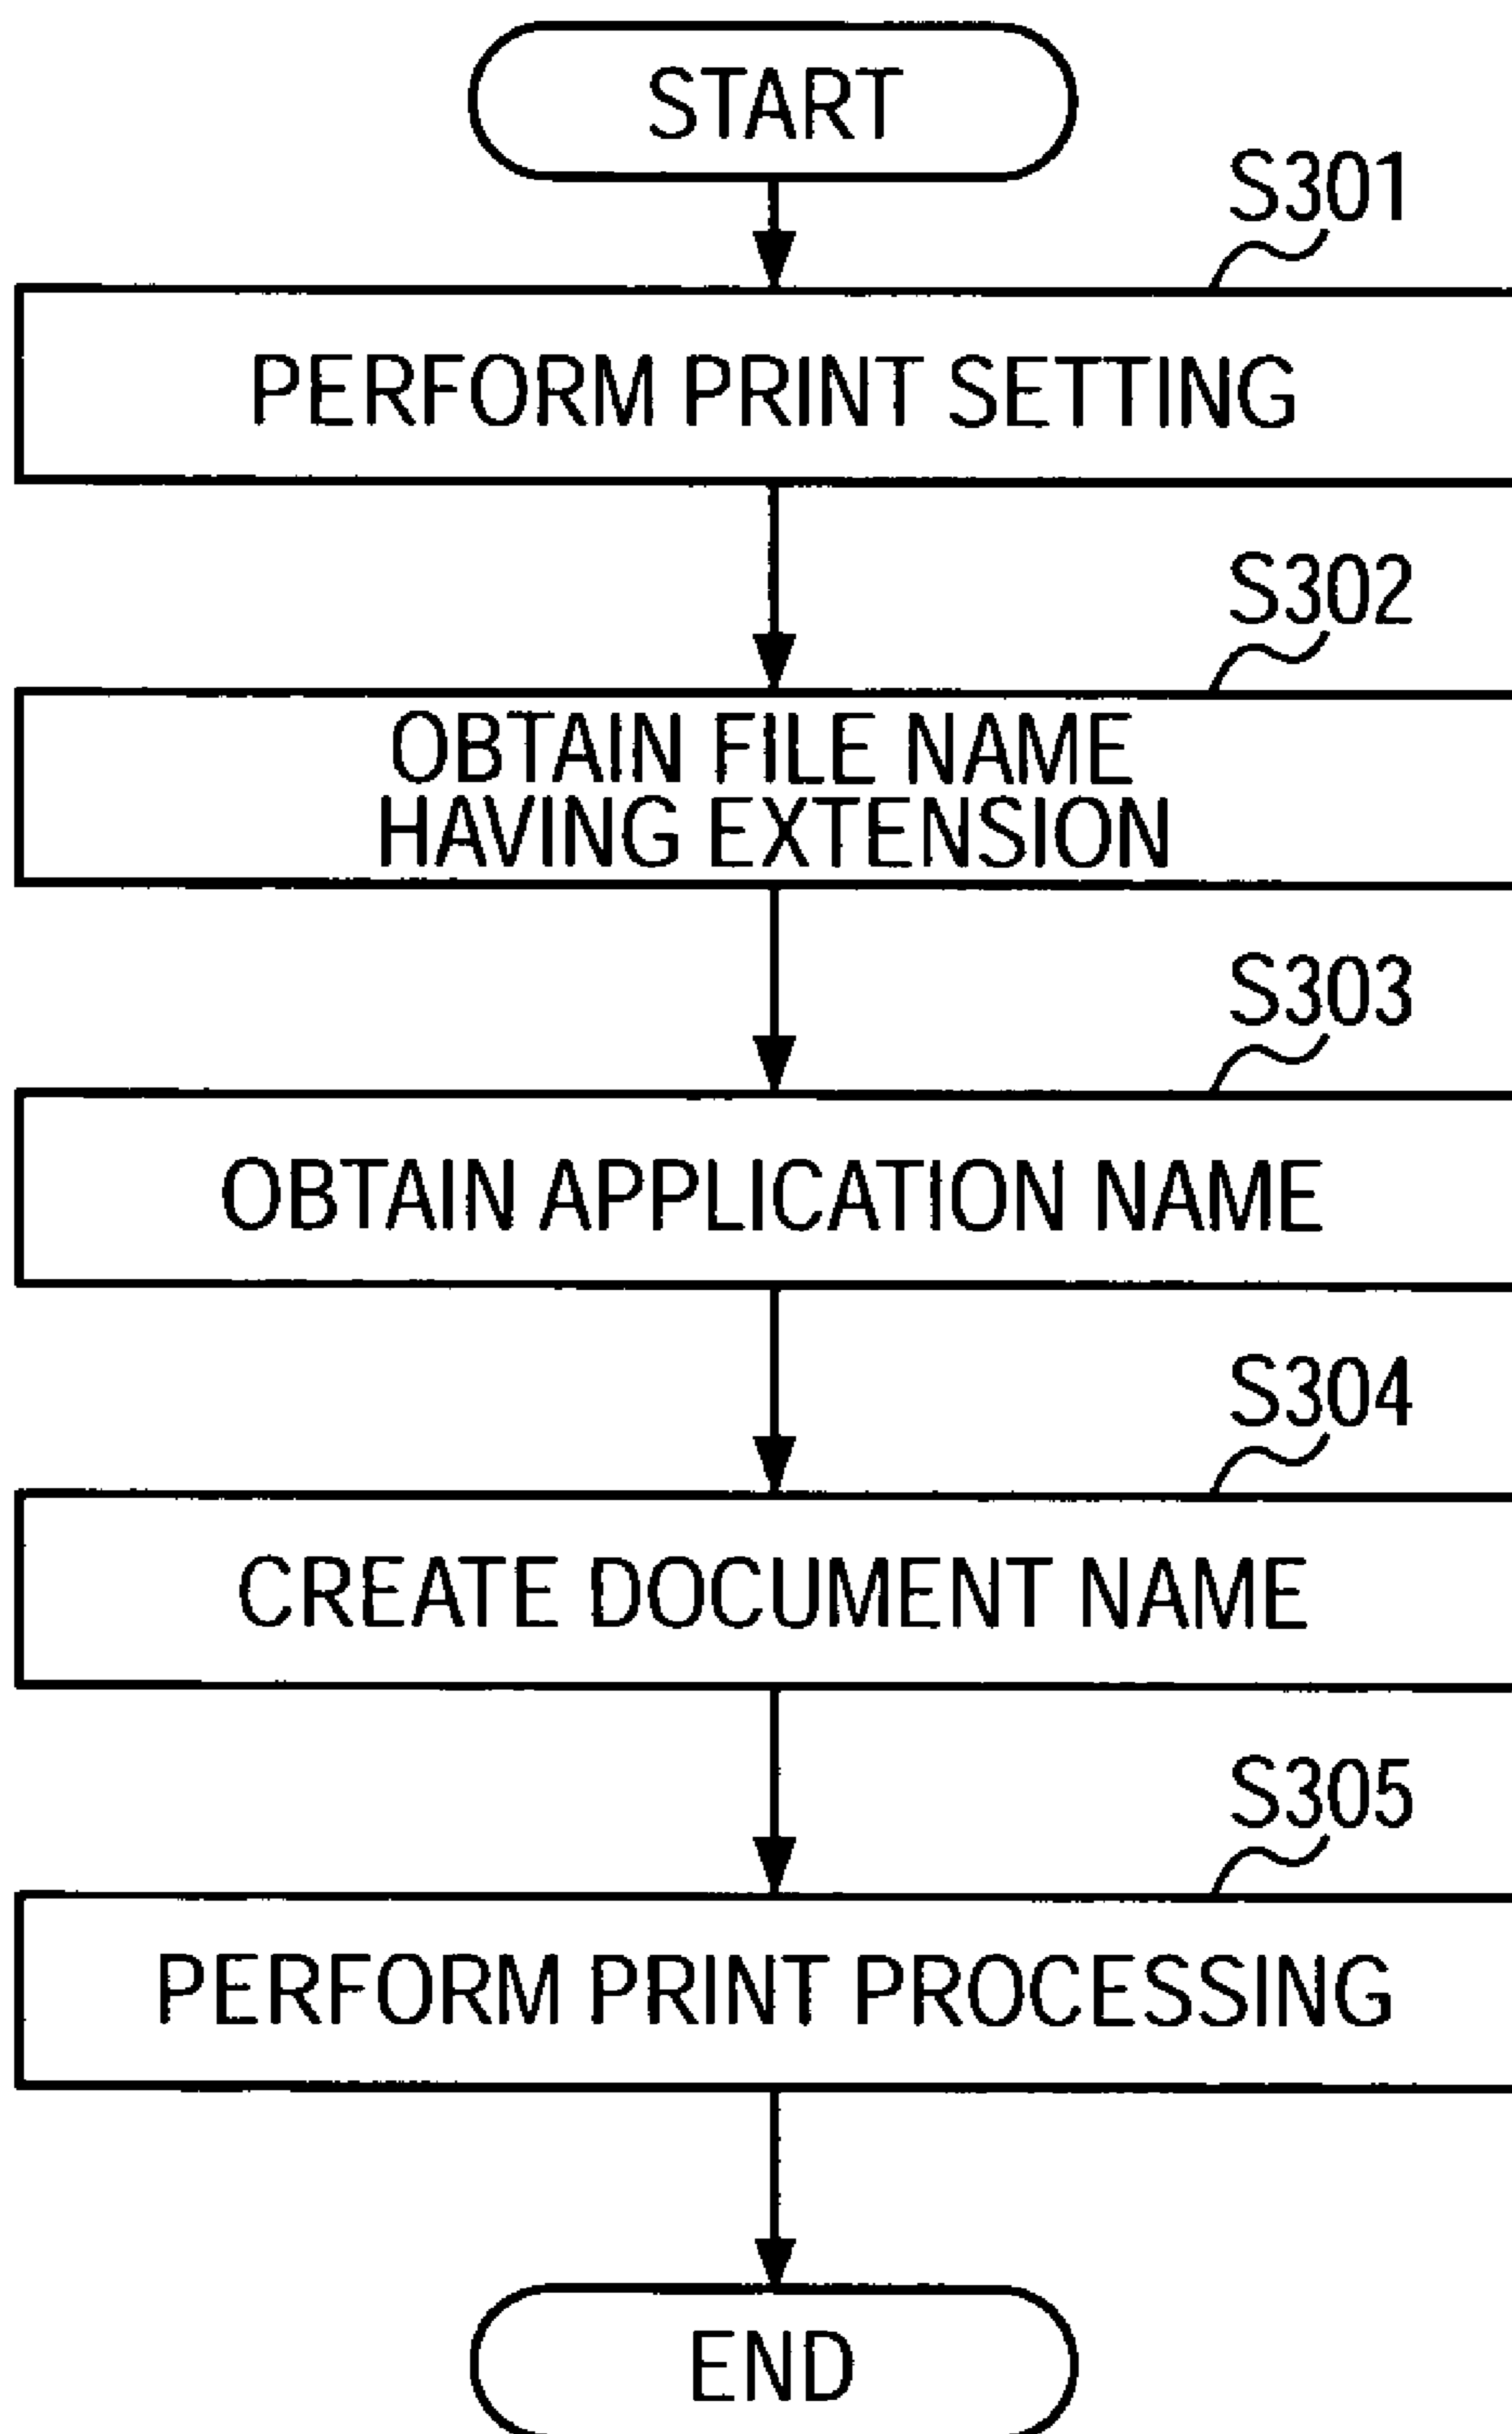 START
S301
PERFORM PRINT SETTING
S302
OBTAIN FILE NAME
HAVING EXTENSION
S303
OBTAIN APPLICATION NAME
S304
CREATE DOCUMENT NAME
S305
PERFORM PRINT PROCESSING
END